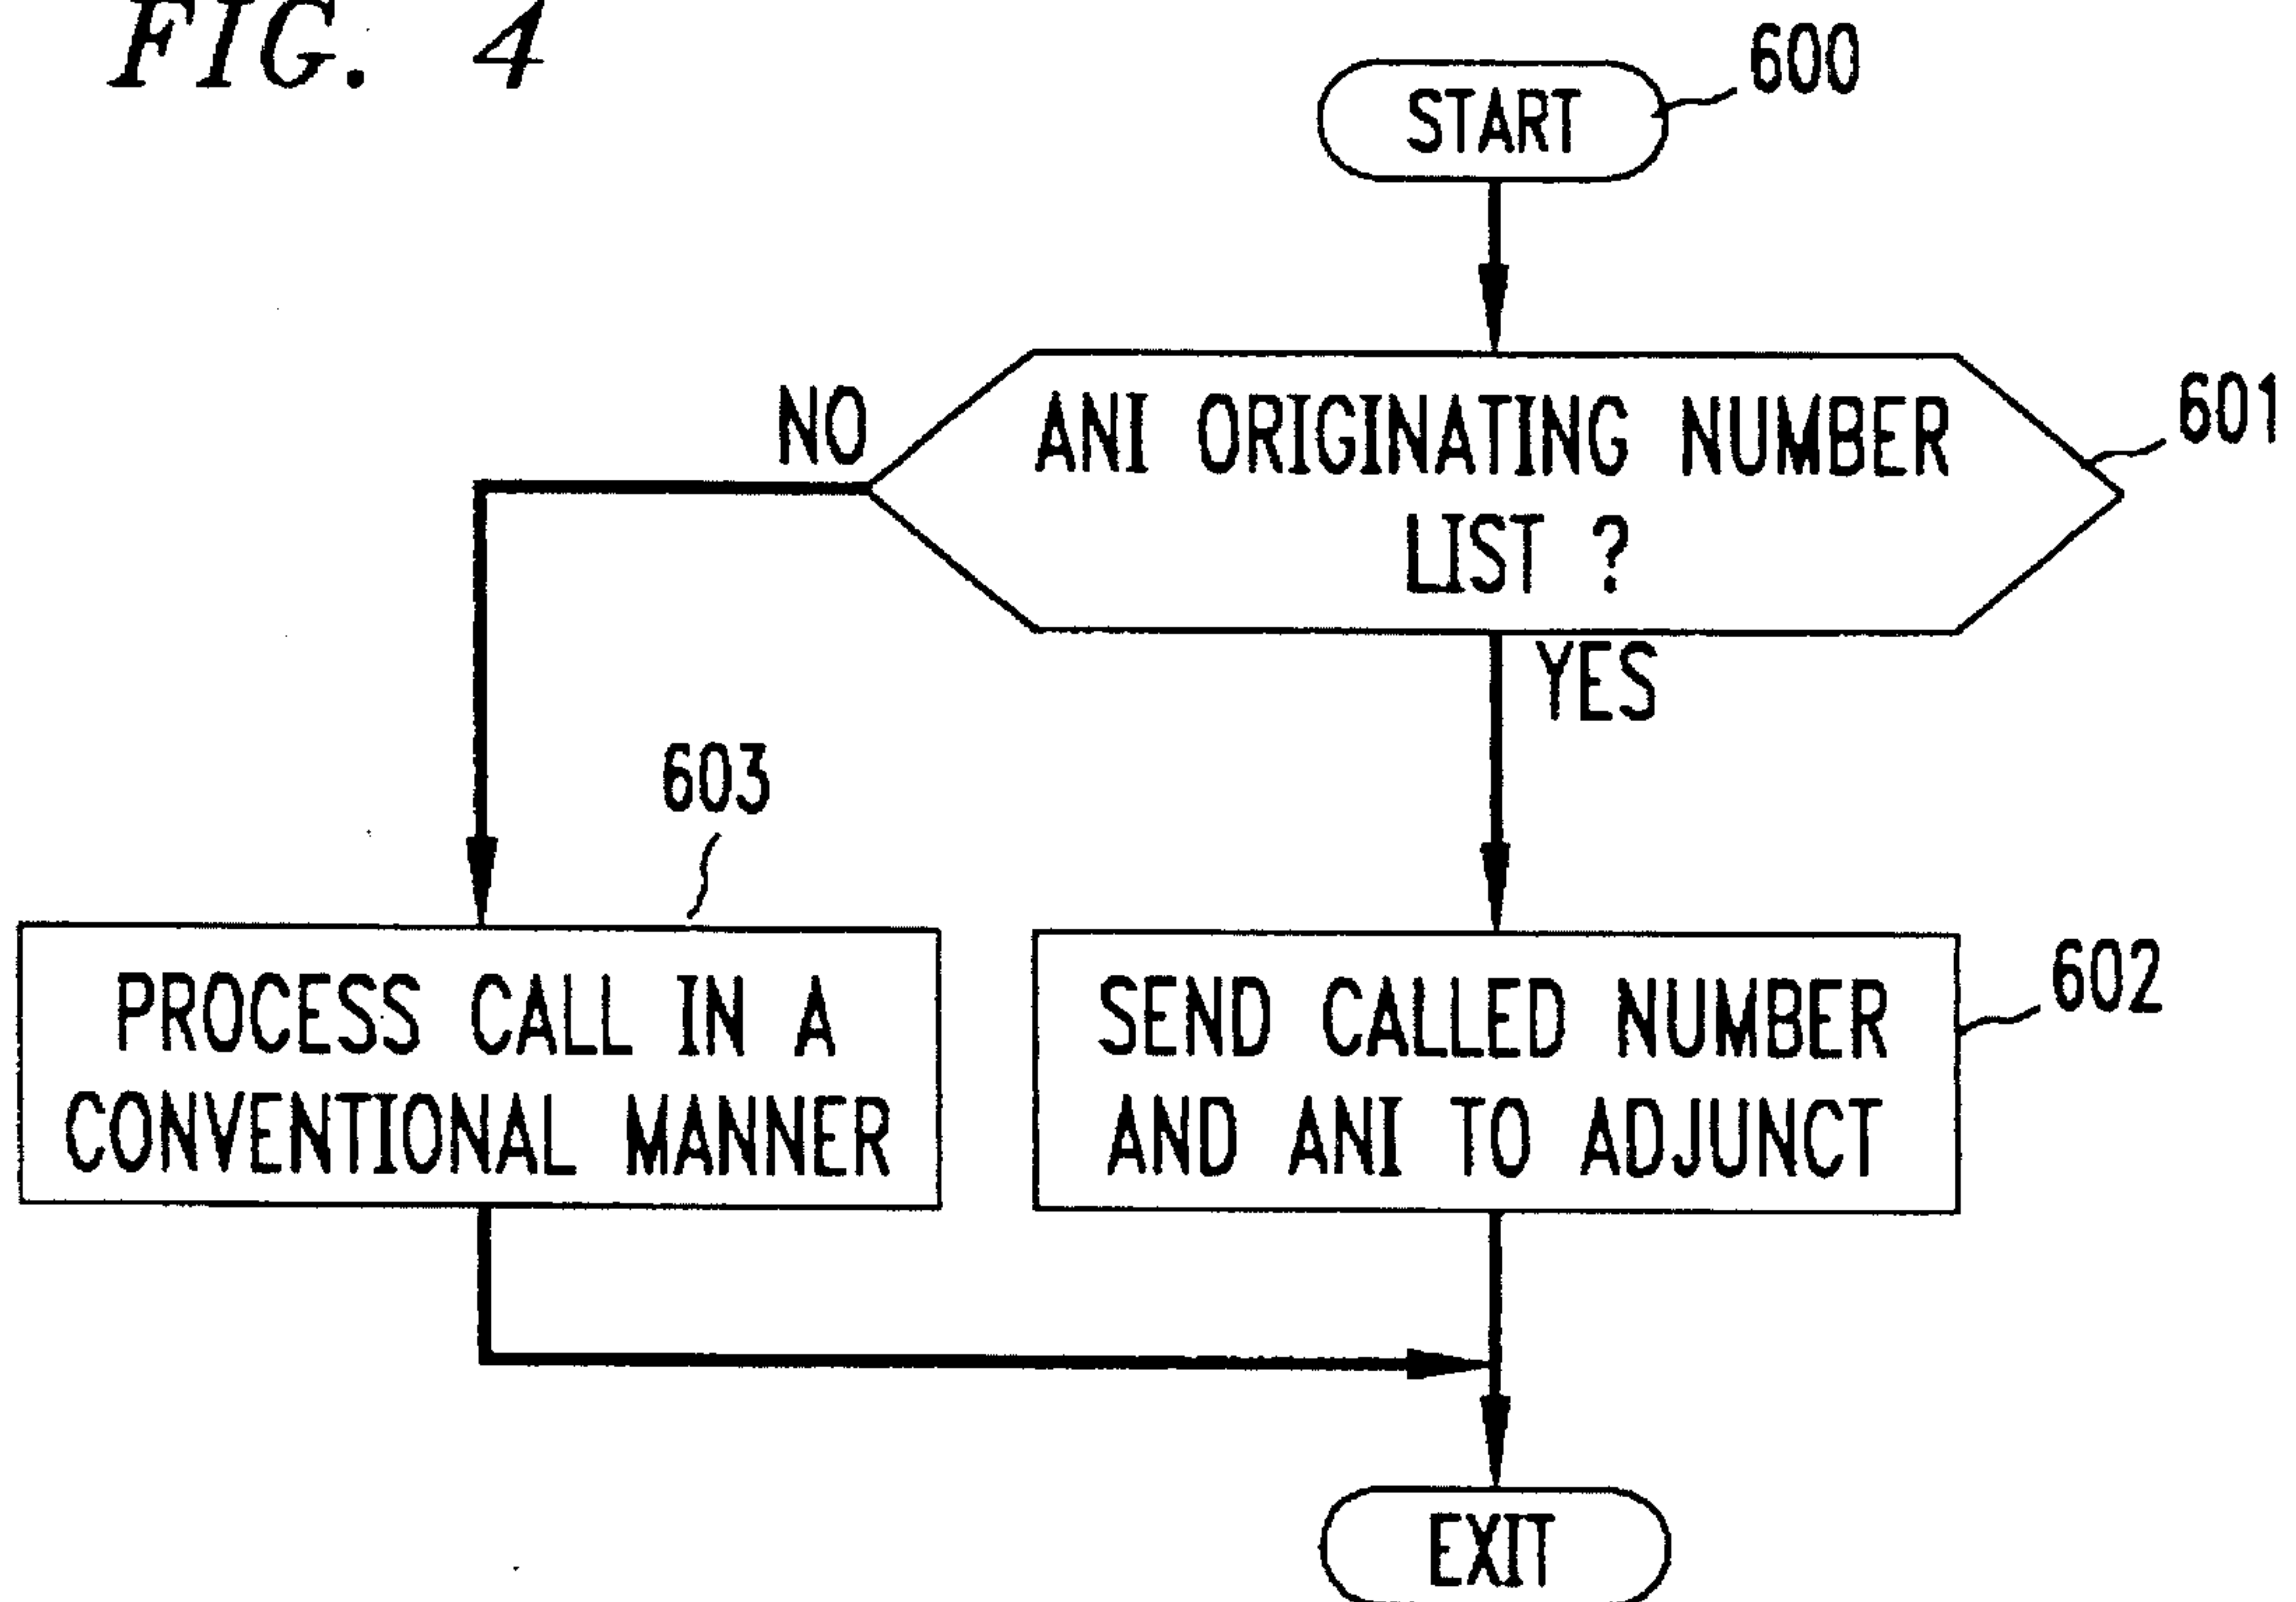 FIG. 4
START
600
ANI ORIGINATING NUMBER
LIST ?
601
NO
YES
603
PROCESS CALL IN A
CONVENTIONAL MANNER
SEND CALLED NUMBER
AND ANI TO ADJUNCT
602
EXIT